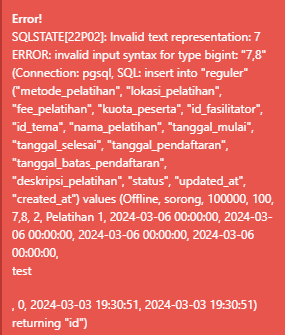 Error!
SQLSTATE[22P02]: Invalid text representation: 7
ERROR: invalid input syntax for type bigint: "7,8"
(Connection: pgsql, SQL: insert into "reguler"
("metode_pelatihan", "lokasi_pelatihan",
"fee_pelatihan", "kuota_peserta", "id_fasilitator",
"id_tema", "nama_pelatihan", "tanggal_mulai",
"tanggal_selesai", "tanggal_pendaftaran",
"tanggal_batas_pendaftaran",
"deskripsi_pelatihan", "status", "updated_at",
"created_at") values (Offline, sorong, 100000, 100,
7,8, 2, Pelatihan 1, 2024-03-06 00:00:00, 2024-03-
06 00:00:00, 2024-03-06 00:00:00, 2024-03-06
00:00:00,
test
, 0, 2024-03-03 19:30:51, 2024-03-03 19:30:51)
returning "id")